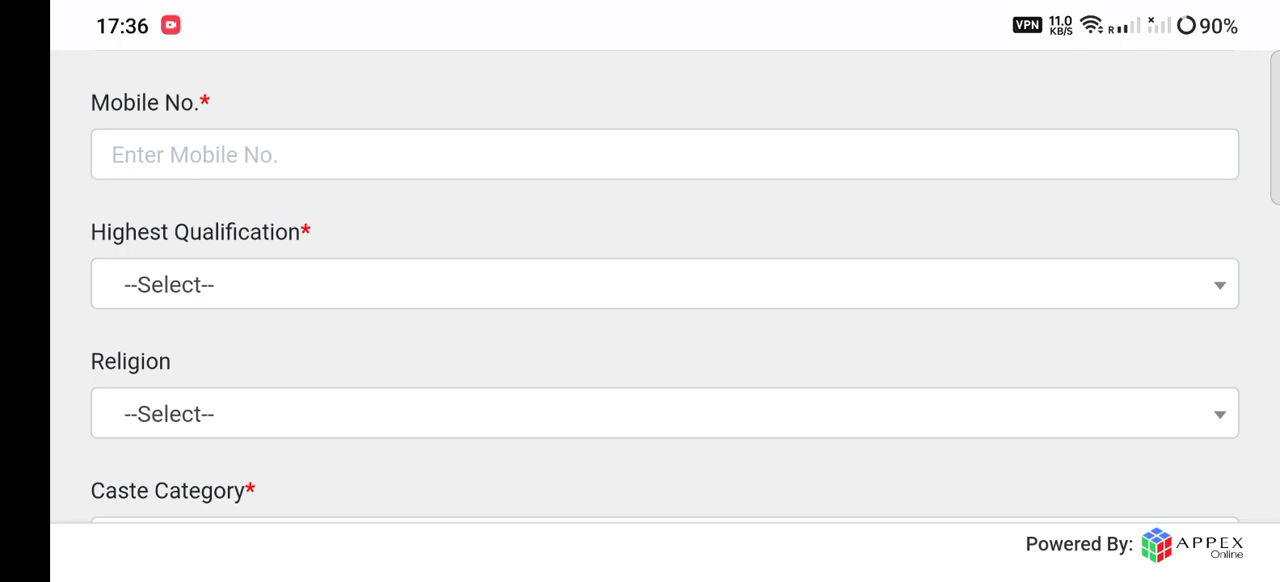 17:36 VPN 11.0 KB/S R 90%
Mobile No.*
Enter Mobile No.
Highest Qualification*
--Select--
Religion
--Select--
Caste Category*
Powered By: APPEX
Online